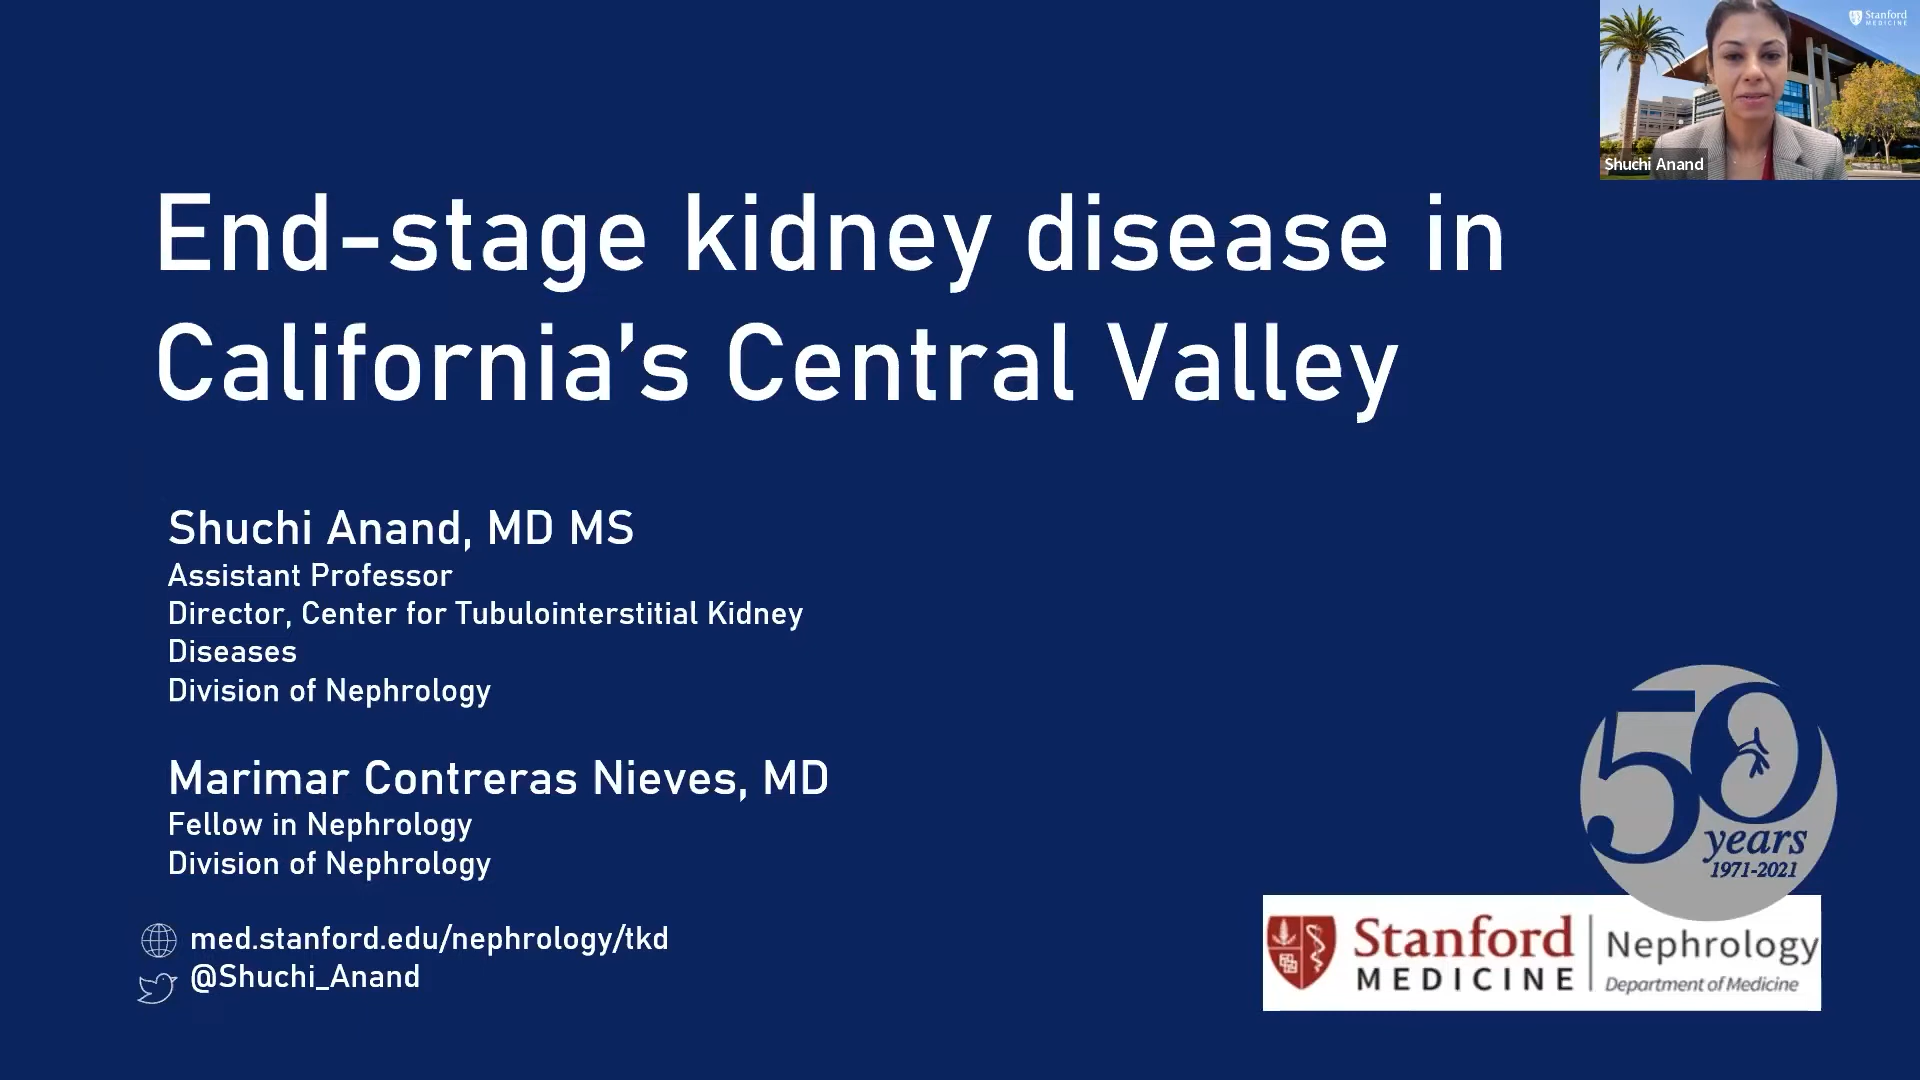 Stanford
MEDICINE
Shuchi Anand
End-stage kidney disease in
California's Central Valley
Shuchi Anand, MD MS
Assistant Professor
Director, Center for Tubulointerstitial Kidney
Diseases
Division of Nephrology
Marimar Contreras Nieves, MD
Fellow in Nephrology
Division of Nephrology
med.stanford.edu/nephrology/tkd
@Shuchi_Anand
50
years
1971-2021
Stanford
MEDICINE
Nephrology
Department of Medicine